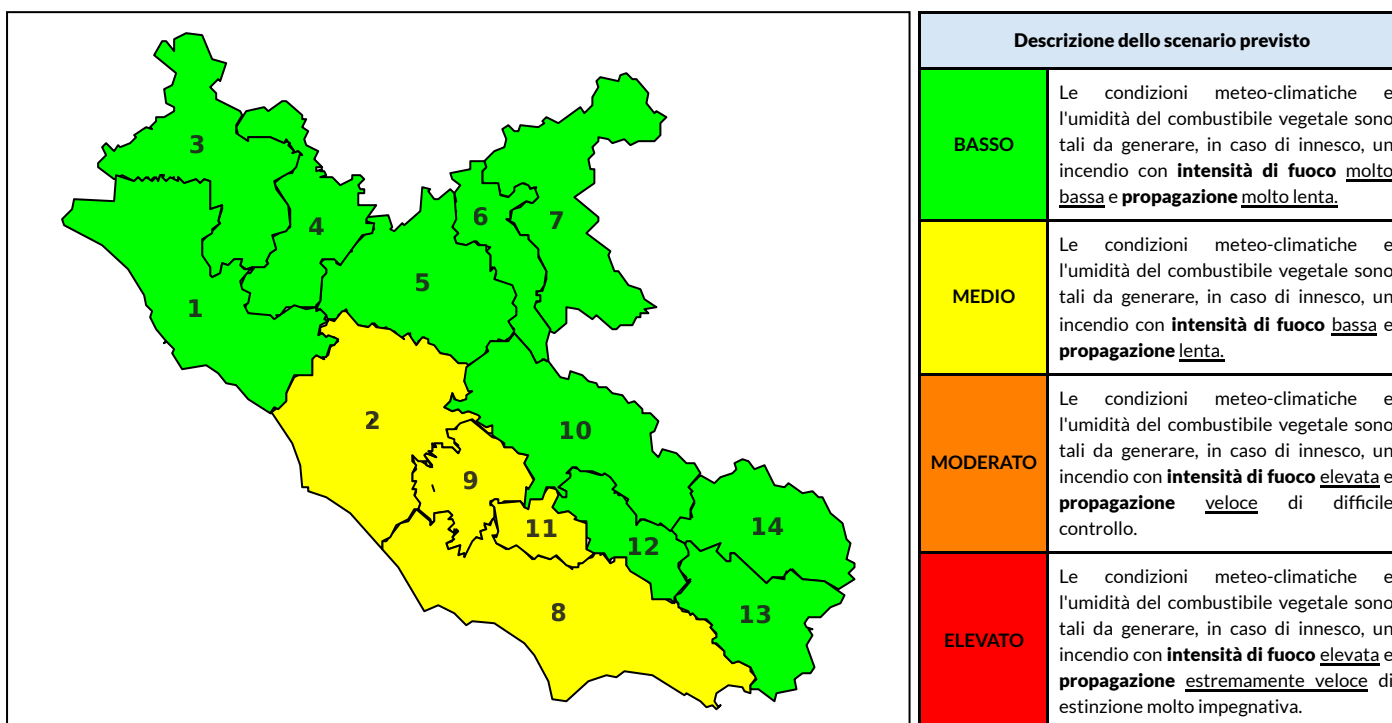 3
4
6
7
5
1
2
10
9
11
14
12
8
13
Descrizione dello scenario previsto
BASSO
Le condizioni meteo-climatiche e
l'umidità del combustibile vegetale sono
tali da generare, in caso di innesco, un
incendio con intensità di fuoco molto
bassa e propagazione molto lenta.
MEDIO
Le condizioni meteo-climatiche e
l'umidità del combustibile vegetale sono
tali da generare, in caso di innesco, un
incendio con intensità di fuoco bassa e
propagazione lenta.
MODERATO
Le condizioni meteo-climatiche e
l'umidità del combustibile vegetale sono
tali da generare, in caso di innesco, un
incendio con intensità di fuoco elevata e
propagazione veloce di difficile
controllo.
ELEVATO
Le condizioni meteo-climatiche e
l'umidità del combustibile vegetale sono
tali da generare, in caso di innesco, un
incendio con intensità di fuoco elevata e
propagazione estremamente veloce di
estinzione molto impegnativa.